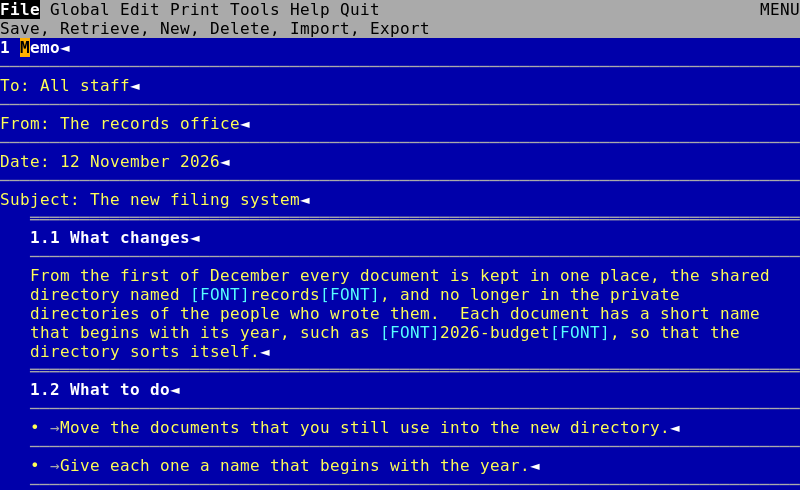 File Global Edit Print Tools Help Quit MENU
Save, Retrieve, New, Delete, Import, Export
1 Memo◄
To: All staff◄
From: The records office◄
Date: 12 November 2026◄
Subject: The new filing system◄
1.1 What changes◄
From the first of December every document is kept in one place, the shared
directory named [FONT]records[FONT], and no longer in the private
directories of the people who wrote them.  Each document has a short name
that begins with its year, such as [FONT]2026-budget[FONT], so that the
directory sorts itself.◄
1.2 What to do◄
• →Move the documents that you still use into the new directory.◄
• →Give each one a name that begins with the year.◄